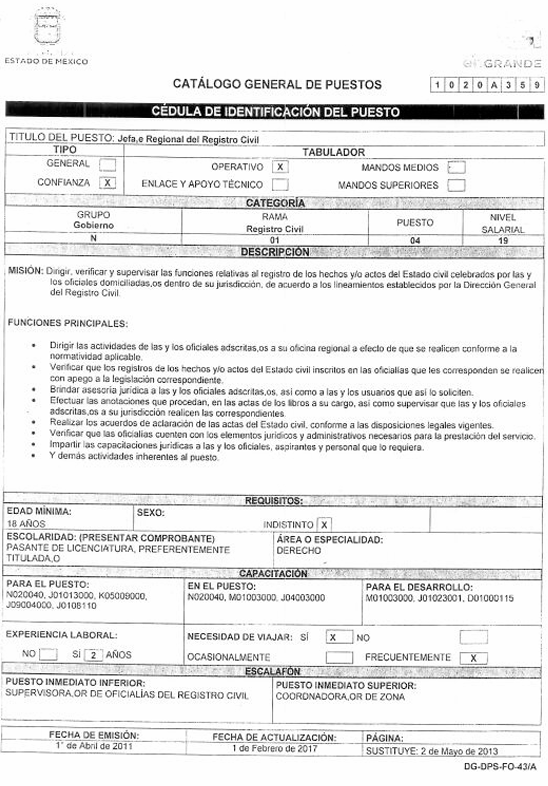 ESTADO DE MÉXICO
GRANDE
CATÁLOGO GENERAL DE PUESTOS
1 0 2 0 A 3 5 9
CÉDULA DE IDENTIFICACIÓN DEL PUESTO
TITULO DEL PUESTO: Jefa,e Regional del Registro Civil
TIPO TABULADOR
GENERAL OPERATIVO X MANDOS MEDIOS
CONFIANZA X ENLACE Y APOYO TÉCNICO MANDOS SUPERIORES
CATEGORÍA
GRUPO RAMA PUESTO NIVEL
Gobierno Registro Civil SALARIAL
N 01 04 19
DESCRIPCIÓN
MISIÓN: Dirigir, verificar y supervisar las funciones relativas al registro de los hechos y/o actos del Estado civil celebrados por las y
los oficiales domiciliadas,os dentro de su jurisdicción, de acuerdo a los lineamientos establecidos por la Dirección General
del Registro Civil.
FUNCIONES PRINCIPALES:
• Dirigir las actividades de las y los oficiales adscritas,os a su oficina regional a efecto de que se realicen conforme a la
normatividad aplicable.
• Verificar que los registros de los hechos y/o actos del Estado civil inscritos en las oficialías que les corresponden se realicen
con apego a la legislación correspondiente.
• Brindar asesoría jurídica a las y los oficiales adscritas,os, así como a las y los usuarios que así lo soliciten.
• Efectuar las anotaciones que procedan, en las actas de los libros a su cargo, así como supervisar que las y los oficiales
adscritas,os a su jurisdicción realicen las correspondientes.
• Realizar los acuerdos de aclaración de las actas del Estado civil, conforme a las disposiciones legales vigentes.
• Verificar que las oficialías cuenten con los elementos jurídicos y administrativos necesarios para la prestación del servicio.
• Impartir las capacitaciones jurídicas a las y los oficiales, aspirantes y personal que lo requiera.
• Y demás actividades inherentes al puesto.
REQUISITOS:
EDAD MÍNIMA: SEXO:
18 AÑOS INDISTINTO X
ESCOLARIDAD: (PRESENTAR COMPROBANTE) ÁREA O ESPECIALIDAD:
PASANTE DE LICENCIATURA, PREFERENTEMENTE DERECHO
TITULADA,O
CAPACITACIÓN
PARA EL PUESTO: EN EL PUESTO: PARA EL DESARROLLO:
N020040, J01013000, K05009000, N020040, M01003000, J04003000 M01003000, J01023001, D01000115
J09004000, J0108110
EXPERIENCIA LABORAL: NECESIDAD DE VIAJAR: SÍ X NO
NO SÍ 2 AÑOS OCASIONALMENTE FRECUENTEMENTE X
ESCALAFÓN
PUESTO INMEDIATO INFERIOR: PUESTO INMEDIATO SUPERIOR:
SUPERVISORA,OR DE OFICIALÍAS DEL REGISTRO CIVIL COORDNADORA,OR DE ZONA
FECHA DE EMISIÓN: FECHA DE ACTUALIZACIÓN: PÁGINA:
1° de Abril de 2011 1 de Febrero de 2017 SUSTITUYE: 2 de Mayo de 2013
DG-DPS-FO-43/A